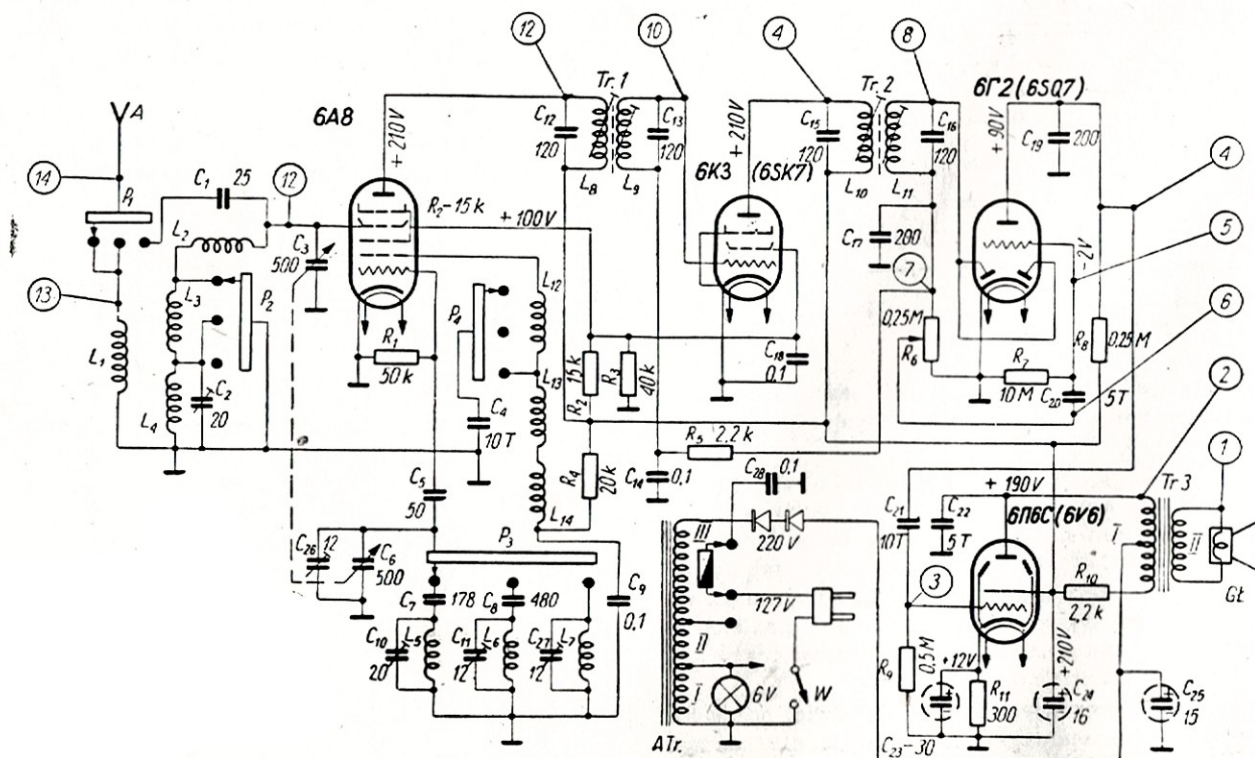 12
10
4
8
6Г2 (6SQ7)
A
6A8
Tr. 1
Tr. 2
C12
120
C13
120
+210V
+210V
C15
120
C16
120
+90V
C19
200
4
14
P1
C1 25
12
R2-15k
+100V
L8
L9
6K3 (6SK7)
L10
L11
L2
C3
500
C17
200
-2V
5
13
L3
P2
7
6
L1
L12
P4
R1
50k
0,25M
R6
R7
10M
R8
0,25M
C18
0,1
L13
15k
R2
R3
40k
C20
5T
2
L4
C2
20
C4
10T
R5 2,2k
1
C5
50
L14
R4
20k
C14
0,1
C28
0,1
+190V
6П6С (6V6)
Tr 3
C21
10T
C22
5T
I
II
C26
12
C6
500
P3
III
220V
3
R10
2,2k
Gł
C7
178
C8
480
C9
0,1
127V
C10
20
L5
C11
12
L6
C27
12
L7
II
I
6V
W
R9
0,5M
+12V
R11
300
+210V
C24
16
C25
15
ATr.
C23-30